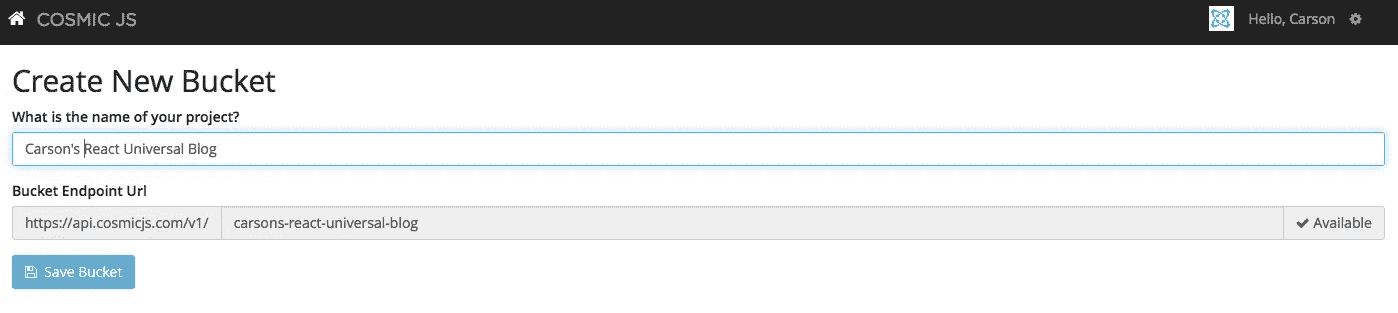 COSMIC JS
Hello, Carson
Create New Bucket
What is the name of your project?
Carson's React Universal Blog
Bucket Endpoint Url
https://api.cosmicjs.com/v1/ carsons-react-universal-blog Available
Save Bucket